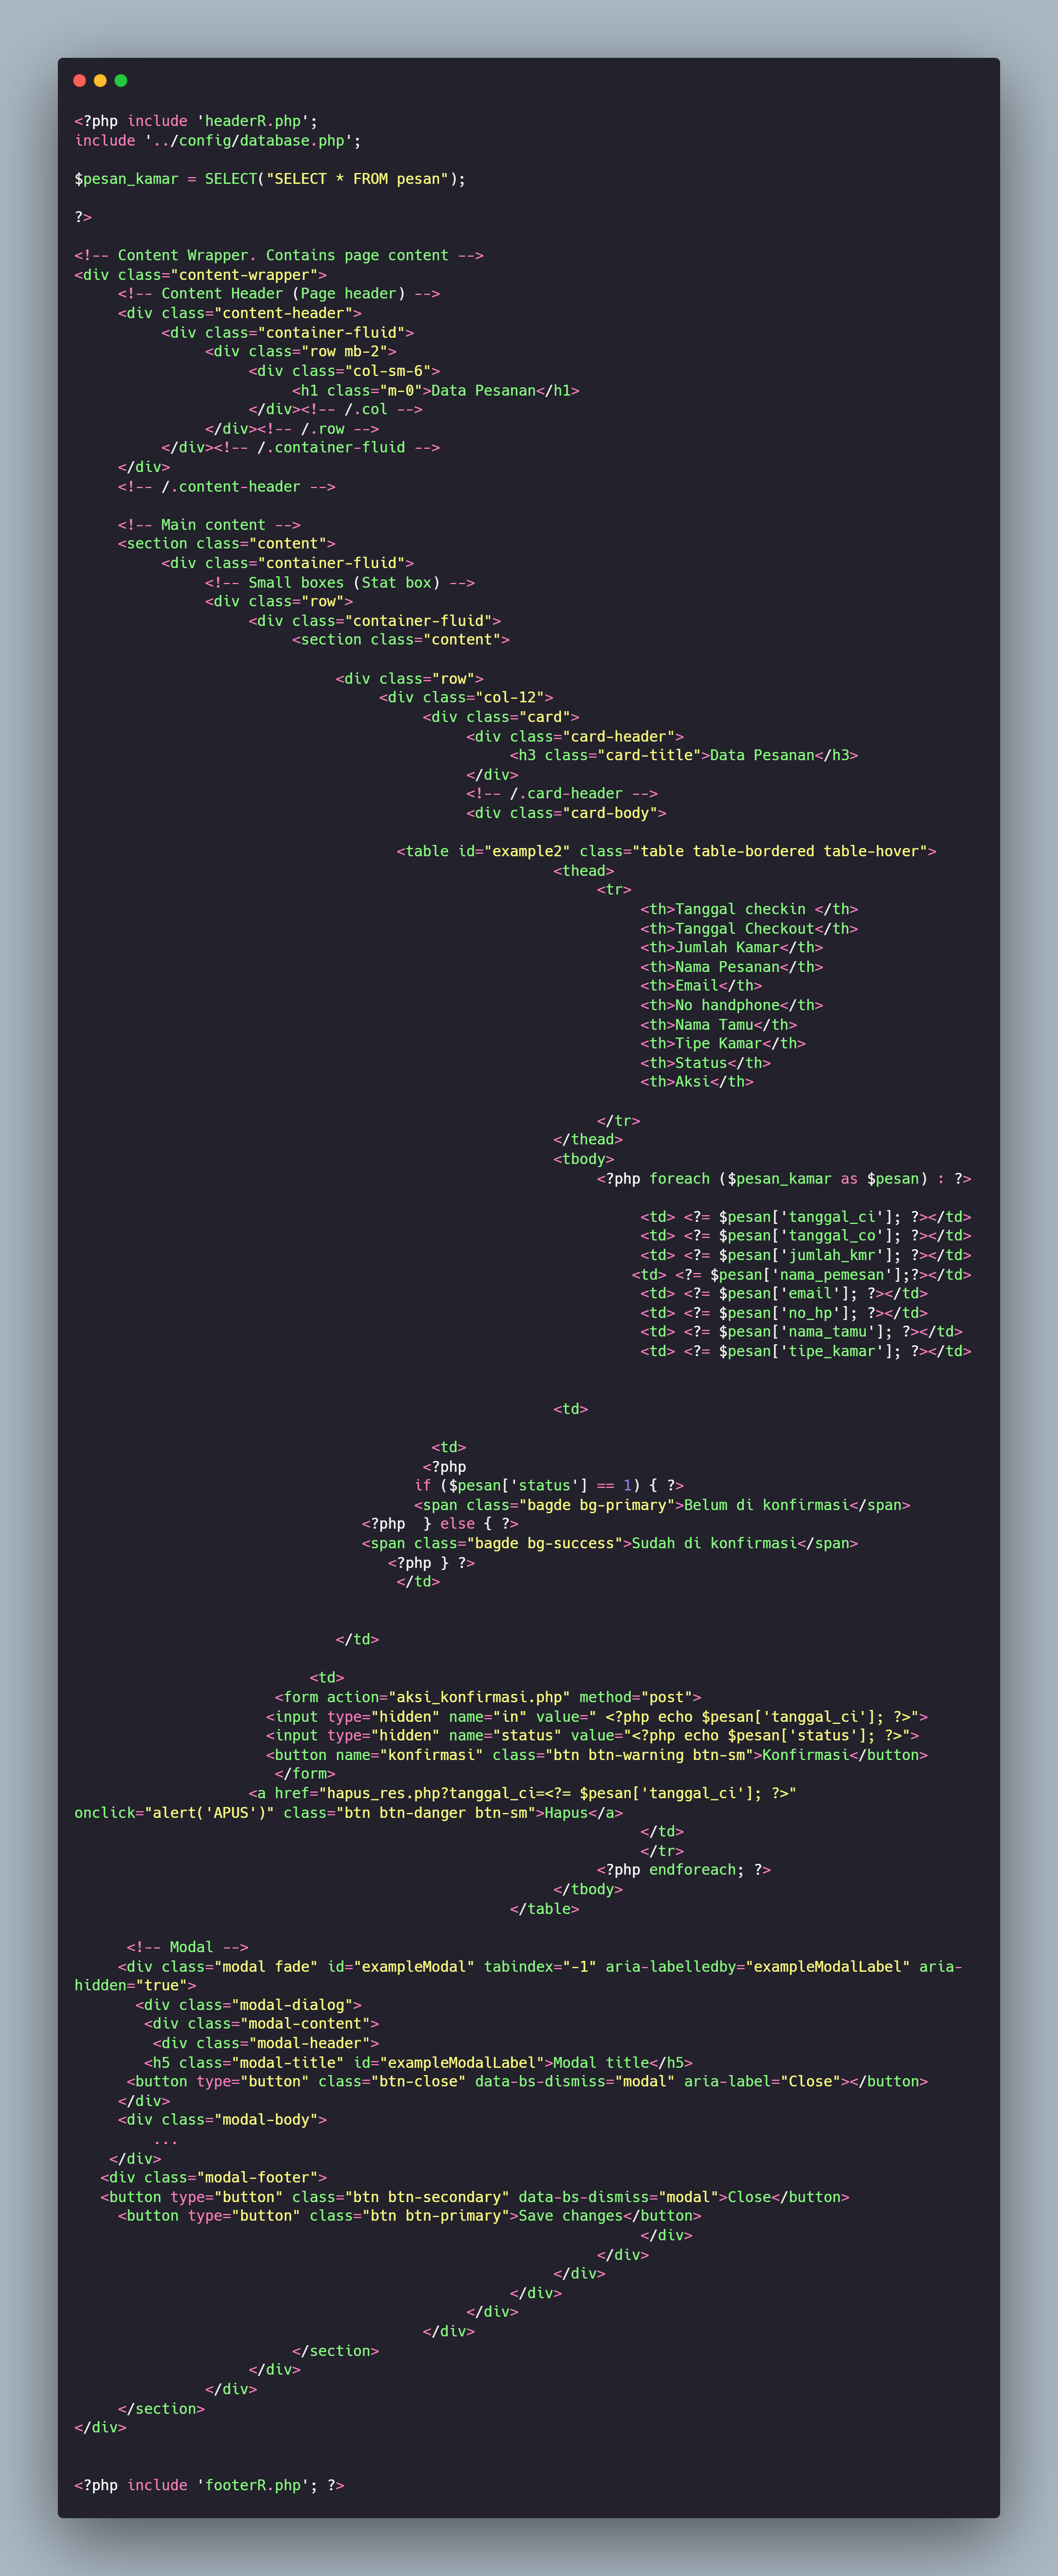 <?php include 'headerR.php';
include '../config/database.php';
$pesan_kamar = SELECT("SELECT * FROM pesan");
?>
<!-- Content Wrapper. Contains page content -->
<div class="content-wrapper">
<!-- Content Header (Page header) -->
<div class="content-header">
<div class="container-fluid">
<div class="row mb-2">
<div class="col-sm-6">
<h1 class="m-0">Data Pesanan</h1>
</div><!-- /.col -->
</div><!-- /.row -->
</div><!-- /.container-fluid -->
</div>
<!-- /.content-header -->
<!-- Main content -->
<section class="content">
<div class="container-fluid">
<!-- Small boxes (Stat box) -->
<div class="row">
<div class="container-fluid">
<section class="content">
<div class="row">
<div class="col-12">
<div class="card">
<div class="card-header">
<h3 class="card-title">Data Pesanan</h3>
</div>
<!-- /.card-header -->
<div class="card-body">
<table id="example2" class="table table-bordered table-hover">
<thead>
<tr>
<th>Tanggal checkin </th>
<th>Tanggal Checkout</th>
<th>Jumlah Kamar</th>
<th>Nama Pesanan</th>
<th>Email</th>
<th>No handphone</th>
<th>Nama Tamu</th>
<th>Tipe Kamar</th>
<th>Status</th>
<th>Aksi</th>
</tr>
</thead>
<tbody>
<?php foreach ($pesan_kamar as $pesan) : ?>
<td> <?= $pesan['tanggal_ci']; ?></td>
<td> <?= $pesan['tanggal_co']; ?></td>
<td> <?= $pesan['jumlah_kmr']; ?></td>
<td> <?= $pesan['nama_pemesan'];?></td>
<td> <?= $pesan['email']; ?></td>
<td> <?= $pesan['no_hp']; ?></td>
<td> <?= $pesan['nama_tamu']; ?></td>
<td> <?= $pesan['tipe_kamar']; ?></td>
<td>
<td>
<?php
if ($pesan['status'] == 1) { ?>
<span class="bagde bg-primary">Belum di konfirmasi</span>
<?php  } else { ?>
<span class="bagde bg-success">Sudah di konfirmasi</span>
<?php } ?>
</td>
</td>
<td>
<form action="aksi_konfirmasi.php" method="post">
<input type="hidden" name="in" value=" <?php echo $pesan['tanggal_ci']; ?>">
<input type="hidden" name="status" value="<?php echo $pesan['status']; ?>">
<button name="konfirmasi" class="btn btn-warning btn-sm">Konfirmasi</button>
</form>
<a href="hapus_res.php?tanggal_ci=<?= $pesan['tanggal_ci']; ?>"
onclick="alert('APUS')" class="btn btn-danger btn-sm">Hapus</a>
</td>
</tr>
<?php endforeach; ?>
</tbody>
</table>
<!-- Modal -->
<div class="modal fade" id="exampleModal" tabindex="-1" aria-labelledby="exampleModalLabel" aria-
hidden="true">
<div class="modal-dialog">
<div class="modal-content">
<div class="modal-header">
<h5 class="modal-title" id="exampleModalLabel">Modal title</h5>
<button type="button" class="btn-close" data-bs-dismiss="modal" aria-label="Close"></button>
</div>
<div class="modal-body">
...
</div>
<div class="modal-footer">
<button type="button" class="btn btn-secondary" data-bs-dismiss="modal">Close</button>
<button type="button" class="btn btn-primary">Save changes</button>
</div>
</div>
</div>
</div>
</div>
</div>
</section>
</div>
</div>
</section>
</div>
<?php include 'footerR.php'; ?>